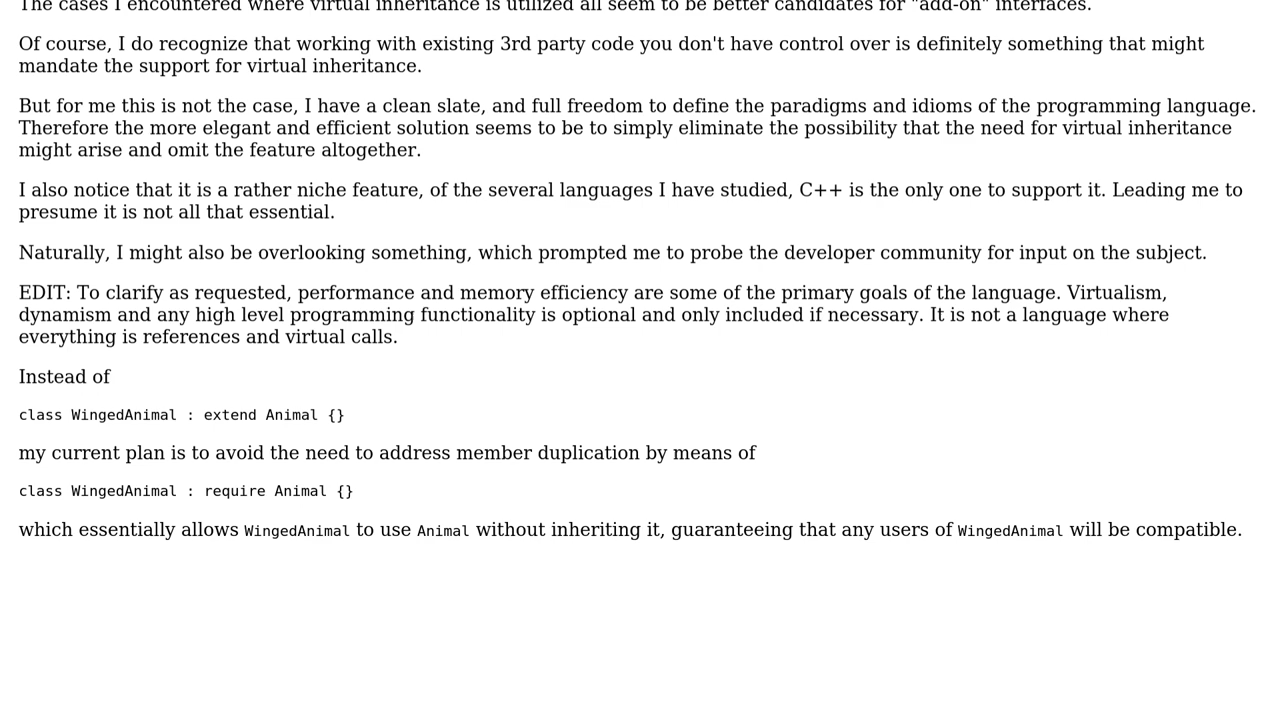 The cases I encountered where virtual inheritance is utilized all seem to be better candidates for "add-on" interfaces.
Of course, I do recognize that working with existing 3rd party code you don't have control over is definitely something that might
mandate the support for virtual inheritance.
But for me this is not the case, I have a clean slate, and full freedom to define the paradigms and idioms of the programming language.
Therefore the more elegant and efficient solution seems to be to simply eliminate the possibility that the need for virtual inheritance
might arise and omit the feature altogether.
I also notice that it is a rather niche feature, of the several languages I have studied, C++ is the only one to support it. Leading me to
presume it is not all that essential.
Naturally, I might also be overlooking something, which prompted me to probe the developer community for input on the subject.
EDIT: To clarify as requested, performance and memory efficiency are some of the primary goals of the language. Virtualism,
dynamism and any high level programming functionality is optional and only included if necessary. It is not a language where
everything is references and virtual calls.
Instead of
class WingedAnimal : extend Animal {}
my current plan is to avoid the need to address member duplication by means of
class WingedAnimal : require Animal {}
which essentially allows WingedAnimal to use Animal without inheriting it, guaranteeing that any users of WingedAnimal will be compatible.